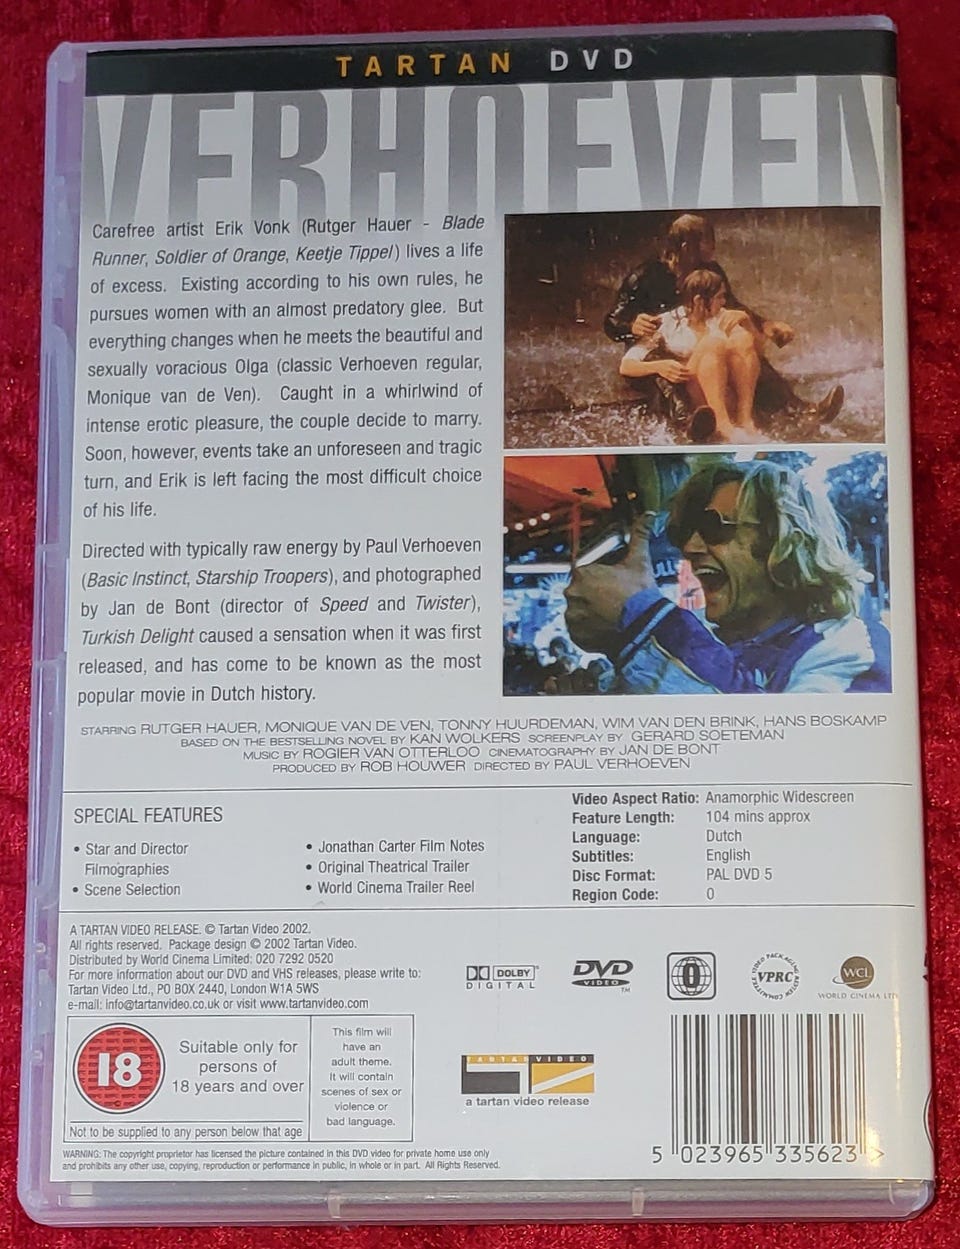 TARTAN DVD
VERHOEVEN
Carefree artist Erik Vonk (Rutger Hauer - Blade
Runner, Soldier of Orange, Keetje Tippel) lives a life
of excess. Existing according to his own rules, he
pursues women with an almost predatory glee. But
everything changes when he meets the beautiful and
sexually voracious Olga (classic Verhoeven regular,
Monique van de Ven). Caught in a whirlwind of
intense erotic pleasure, the couple decide to marry.
Soon, however, events take an unforeseen and tragic
turn, and Erik is left facing the most difficult choice
of his life.
Directed with typically raw energy by Paul Verhoeven
(Basic Instinct, Starship Troopers), and photographed
by Jan de Bont (director of Speed and Twister),
Turkish Delight caused a sensation when it was first
released, and has come to be known as the most
popular movie in Dutch history.
STARRING RUTGER HAUER, MONIQUE VAN DE VEN, TONNY HUURDEMAN, WIM VAN DEN BRINK, HANS BOSKAMP
BASED ON THE BESTSELLING NOVEL BY KAN WOLKERS SCREENPLAY BY GERARD SOETEMAN
MUSIC BY ROGIER VAN OTTERLOO CINEMATOGRAPHY BY JAN DE BONT
PRODUCED BY ROB HOUWER DIRECTED BY PAUL VERHOEVEN
SPECIAL FEATURES
• Star and Director
Filmographies
• Scene Selection
• Jonathan Carter Film Notes
• Original Theatrical Trailer
• World Cinema Trailer Reel
Video Aspect Ratio: Anamorphic Widescreen
Feature Length: 104 mins approx
Language: Dutch
Subtitles: English
Disc Format: PAL DVD 5
Region Code: 0
A TARTAN VIDEO RELEASE. © Tartan Video 2002.
All rights reserved. Package design © 2002 Tartan Video.
Distributed by World Cinema Limited: 020 7292 0520
For more information about our DVD and VHS releases, please write to:
Tartan Video Ltd., PO BOX 2440, London W1A 5WS
e-mail: info@tartanvideo.co.uk or visit www.tartanvideo.com
DOLBY
DIGITAL
DVD
VIDEO
TM
0
VIDEO PACKAGING REVIEW COMMITTEE
VPRC
WCL
WORLD CINEMA LTD
18
Suitable only for
persons of
18 years and over
Not to be supplied to any person below that age
This film will
have an
adult theme.
It will contain
scenes of sex or
violence or
bad language.
TARTAN VIDEO
a tartan video release
5 023965 335623 >
WARNING: The copyright proprietor has licensed the picture contained in this DVD video for private home use only
and prohibits any other use, copying, reproduction or performance in public, in whole or in part. All Rights Reserved.